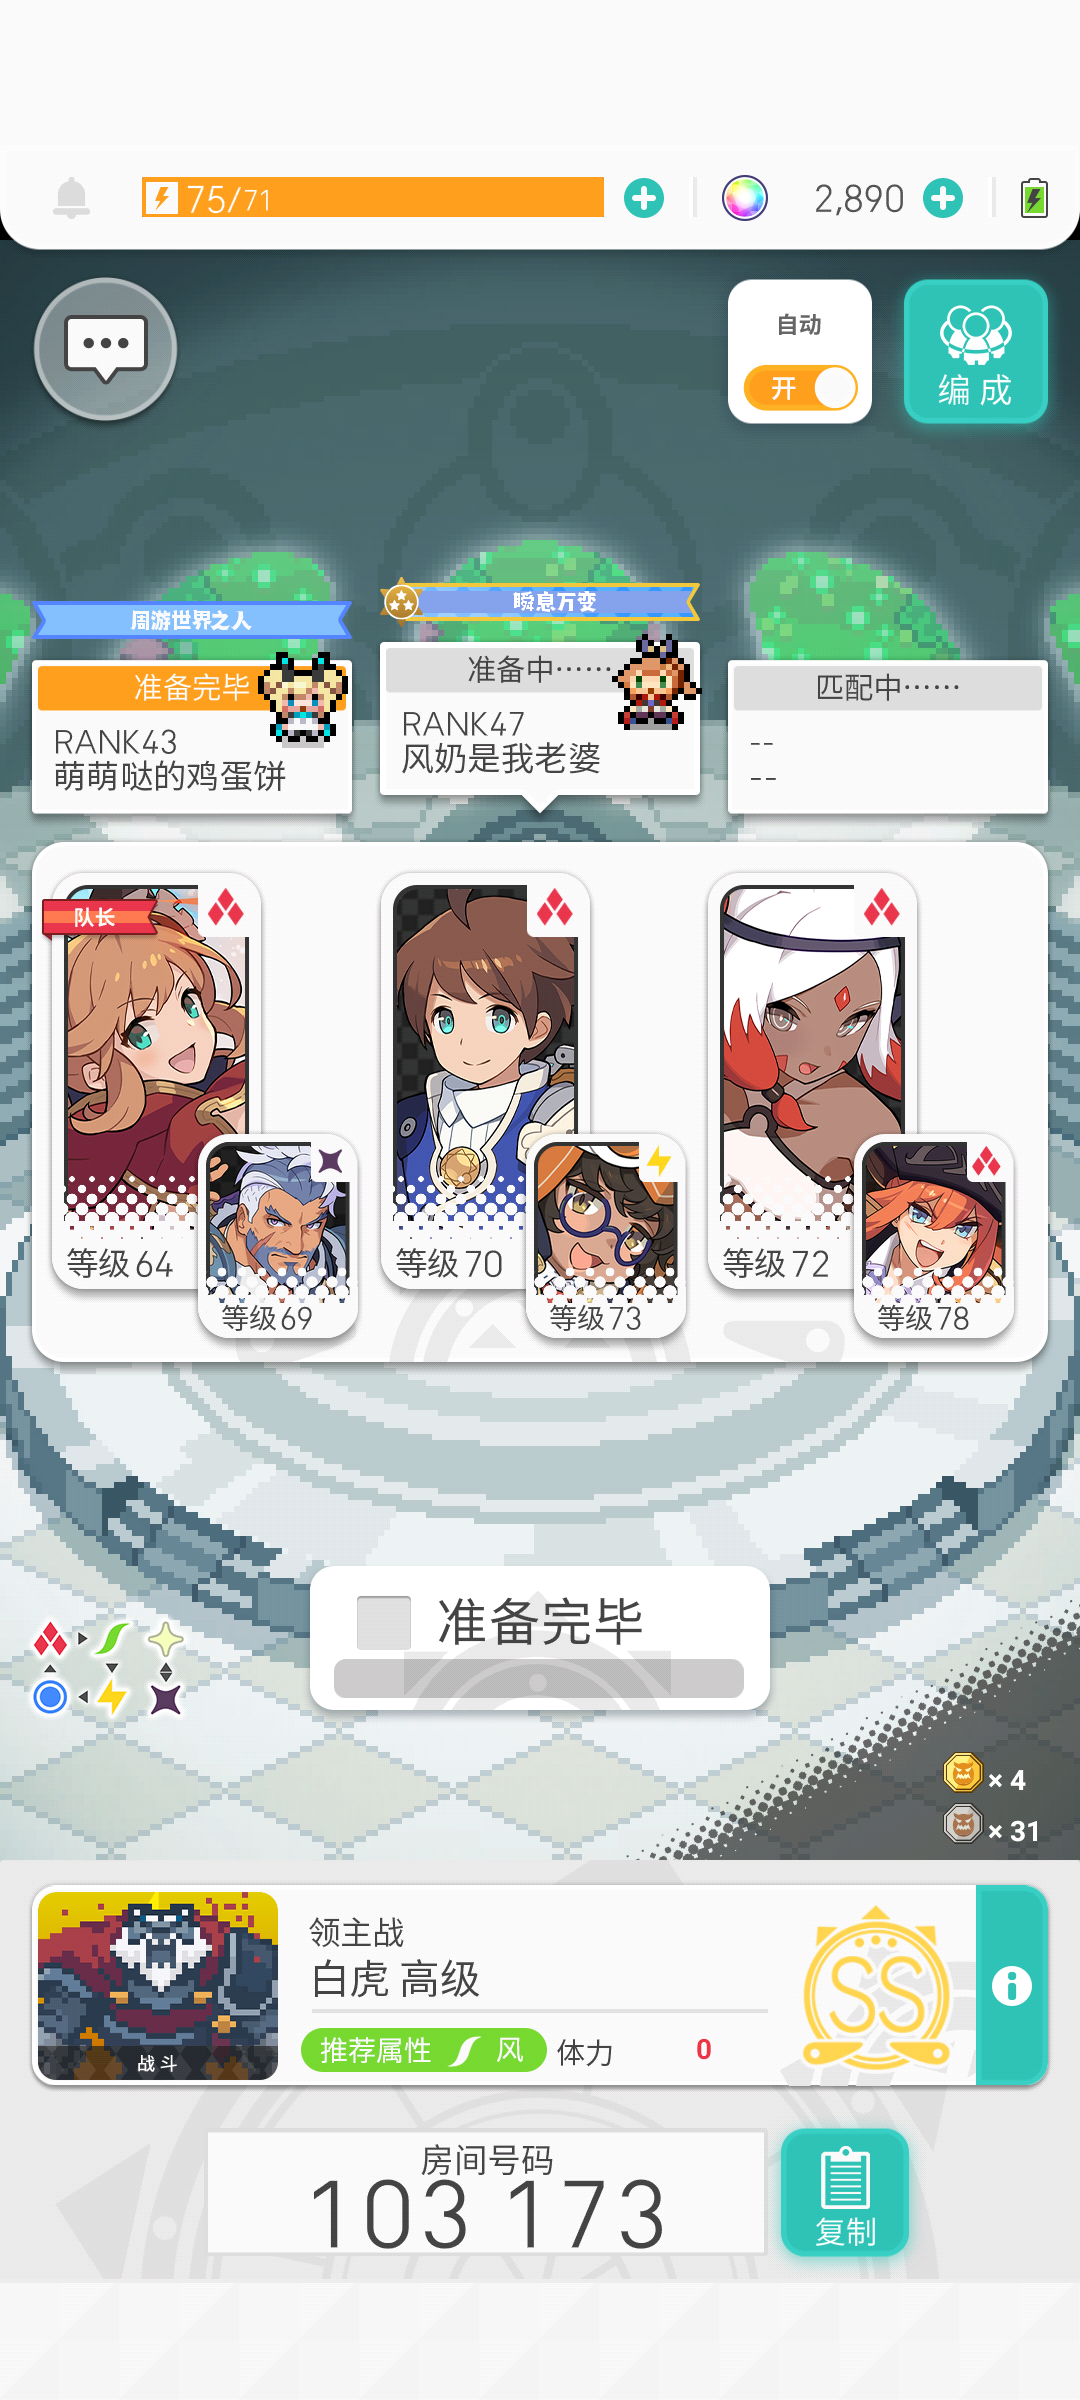 75/71
2,890
自动
开
编成
周游世界之人
瞬息万变
准备完毕
RANK43
萌萌哒的鸡蛋饼
准备中……
RANK47
风奶是我老婆
匹配中……
--
--
队长
等级 64
等级 70
等级 72
等级 69
等级 73
等级 78
准备完毕
× 4
× 31
领主战
白虎 高级
战斗
推荐属性 风
体力 0
SS
房间号码
103 173
复制